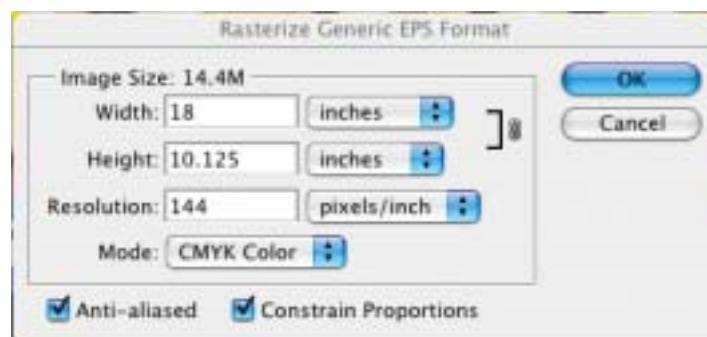 Rasterize Generic EPS Format
Image Size: 14.4M
OK
Width: 18 inches
Cancel
Height: 10.125 inches
Resolution: 144 pixels/inch
Mode: CMYK Color
Anti-aliased Constrain Proportions